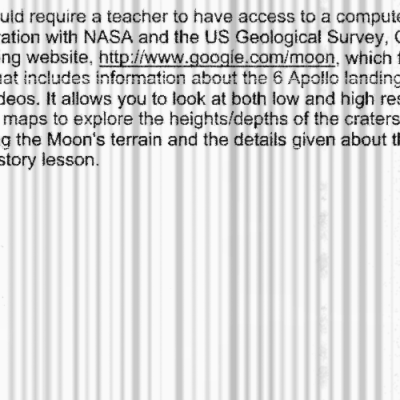 uld require a teacher to have access to a compute
ation with NASA and the US Geological Survey, G
ng website, http://www.google.com/moon, which f
at includes information about the 6 Apollo landing
deos. It allows you to look at both low and high res
maps to explore the heights/depths of the craters
g the Moon's terrain and the details given about th
story lesson.